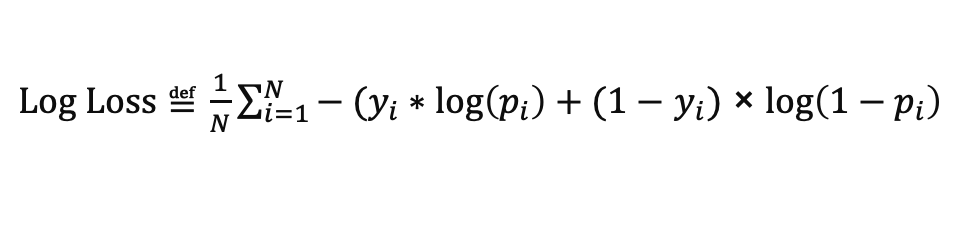 Log Loss ≝ 1/N ∑_{i=1}^{N} − (y_i * log(p_i) + (1 − y_i) × log(1 − p_i)